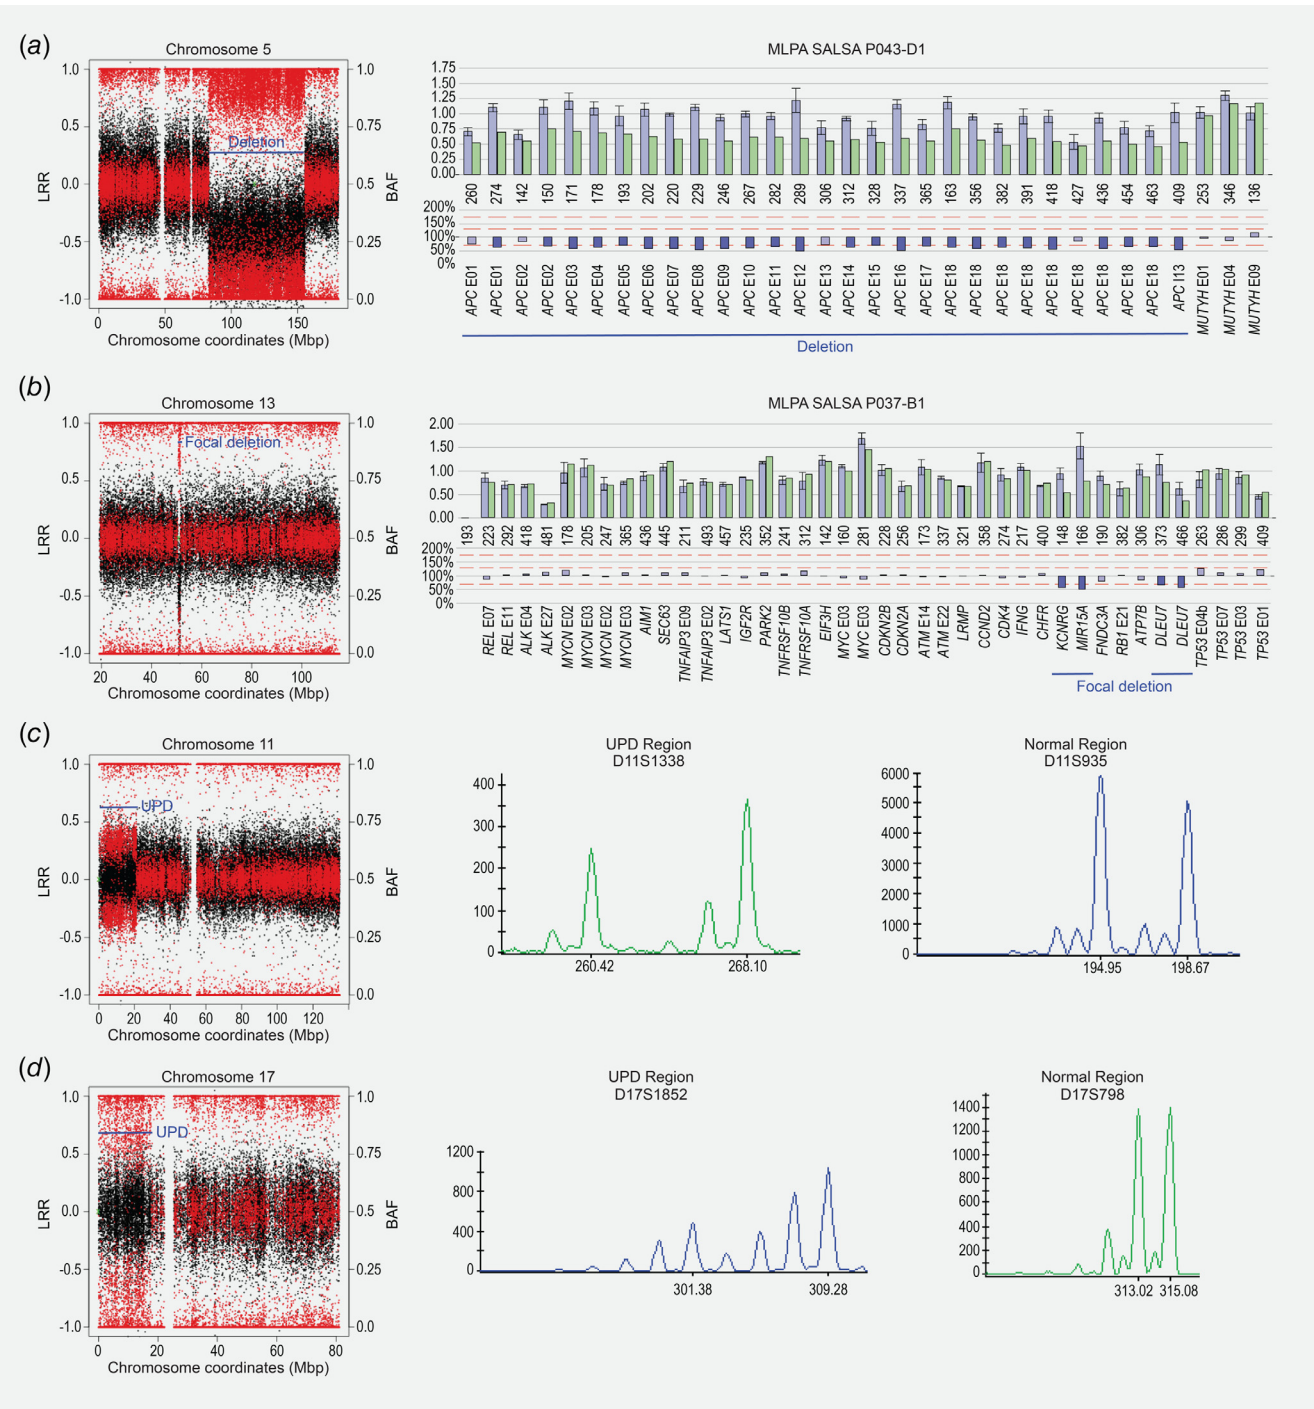 (a)
Chromosome 5
1.0
0.5
0.0
-0.5
-1.0
LRR
1.0
0.75
0.5
0.25
0.0
BAF
Deletion
0 50 100 150
Chromosome coordinates (Mbp)
MLPA SALSA P043-D1
1.75
1.50
1.25
1.00
0.75
0.50
0.25
0.00
260 274 142 150 171 178 193 202 220 229 246 267 282 289 306 312 328 337 365 163 356 382 391 418 427 436 454 463 409 253 346 136
200%
150%
100%
50%
0%
APC E01 APC E01 APC E02 APC E02 APC E03 APC E04 APC E05 APC E06 APC E07 APC E08 APC E09 APC E10 APC E11 APC E12 APC E13 APC E14 APC E15 APC E16 APC E17 APC E18 APC E18 APC E18 APC E18 APC E18 APC E18 APC E18 APC E18 APC E18 APC I13 MUTYH E01 MUTYH E04 MUTYH E09
Deletion
(b)
Chromosome 13
1.0
0.5
0.0
-0.5
-1.0
LRR
1.0
0.75
0.5
0.25
0.0
BAF
Focal deletion
20 40 60 80 100
Chromosome coordinates (Mbp)
MLPA SALSA P037-B1
2.00
1.50
1.00
0.50
0.00
193 223 292 418 481 178 205 247 365 436 445 211 493 457 235 352 241 312 142 160 281 228 256 173 337 321 358 274 217 400 148 166 190 382 306 373 466 263 286 299 409
200%
150%
100%
50%
0%
REL E07 REL E11 ALK E04 ALK E27 MYCN E02 MYCN E03 MYCN E02 MYCN E03 AIM1 SEC63 TNFAIP3 E09 TNFAIP3 E02 LATS1 IGF2R PARK2 TNFRSF10B TNFRSF10A EIF3H MYC E03 MYC E03 CDKN2B CDKN2A ATM E14 ATM E22 LRMP CCND2 CDK4 IFNG CHFR KCNRG MIR15A FNDC3A RB1 E21 ATP7B DLEU7 DLEU7 TP53 E04b TP53 E07 TP53 E03 TP53 E01
Focal deletion
(c)
Chromosome 11
1.0
0.5
0.0
-0.5
-1.0
LRR
1.0
0.75
0.5
0.25
0.0
BAF
UPD
0 20 40 60 80 100 120
Chromosome coordinates (Mbp)
UPD Region
D11S1338
400
300
200
100
0
260.42 268.10
Normal Region
D11S935
6000
5000
4000
3000
2000
1000
0
194.95 198.67
(d)
Chromosome 17
1.0
0.5
0.0
-0.5
-1.0
LRR
1.0
0.75
0.5
0.25
0.0
BAF
UPD
0 20 40 60 80
Chromosome coordinates (Mbp)
UPD Region
D17S1852
1200
800
400
0
301.38 309.28
Normal Region
D17S798
1400
1200
1000
800
600
400
200
0
313.02 315.08